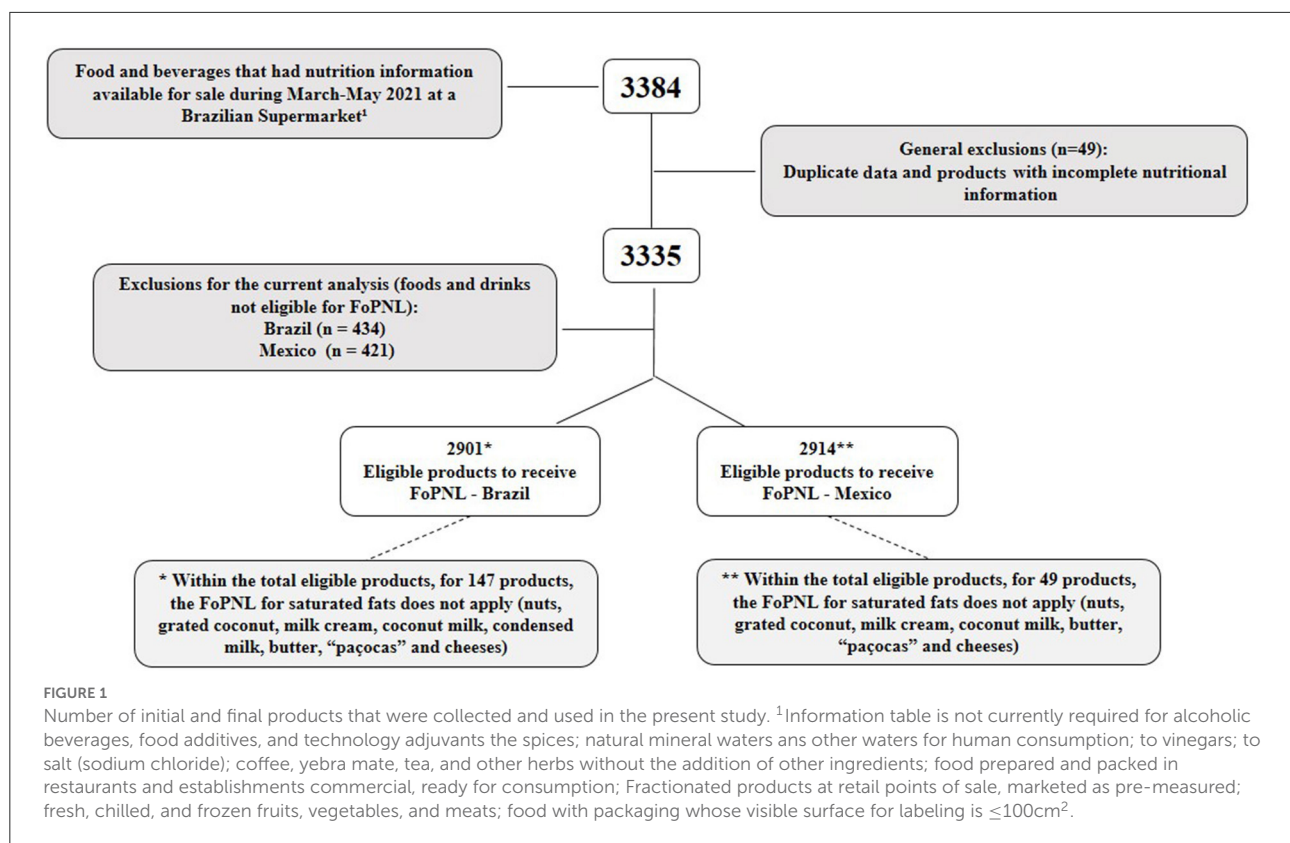 Food and beverages that had nutrition information
available for sale during March-May 2021 at a
Brazilian Supermarket¹
3384
General exclusions (n=49):
Duplicate data and products with incomplete nutritional
information
3335
Exclusions for the current analysis (foods and drinks
not eligible for FoPNL):
Brazil (n = 434)
Mexico (n = 421)
2901*
Eligible products to receive
FoPNL - Brazil
2914**
Eligible products to receive
FoPNL - Mexico
* Within the total eligible products, for 147 products,
the FoPNL for saturated fats does not apply (nuts,
grated coconut, milk cream, coconut milk, condensed
milk, butter, “paçocas” and cheeses)
** Within the total eligible products, for 49 products,
the FoPNL for saturated fats does not apply (nuts,
grated coconut, milk cream, coconut milk, butter,
“paçocas” and cheeses)
FIGURE 1
Number of initial and final products that were collected and used in the present study. ¹Information table is not currently required for alcoholic
beverages, food additives, and technology adjuvants the spices; natural mineral waters ans other waters for human consumption; to vinegars; to
salt (sodium chloride); coffee, yebra mate, tea, and other herbs without the addition of other ingredients; food prepared and packed in
restaurants and establishments commercial, ready for consumption; Fractionated products at retail points of sale, marketed as pre-measured;
fresh, chilled, and frozen fruits, vegetables, and meats; food with packaging whose visible surface for labeling is ≤100cm².